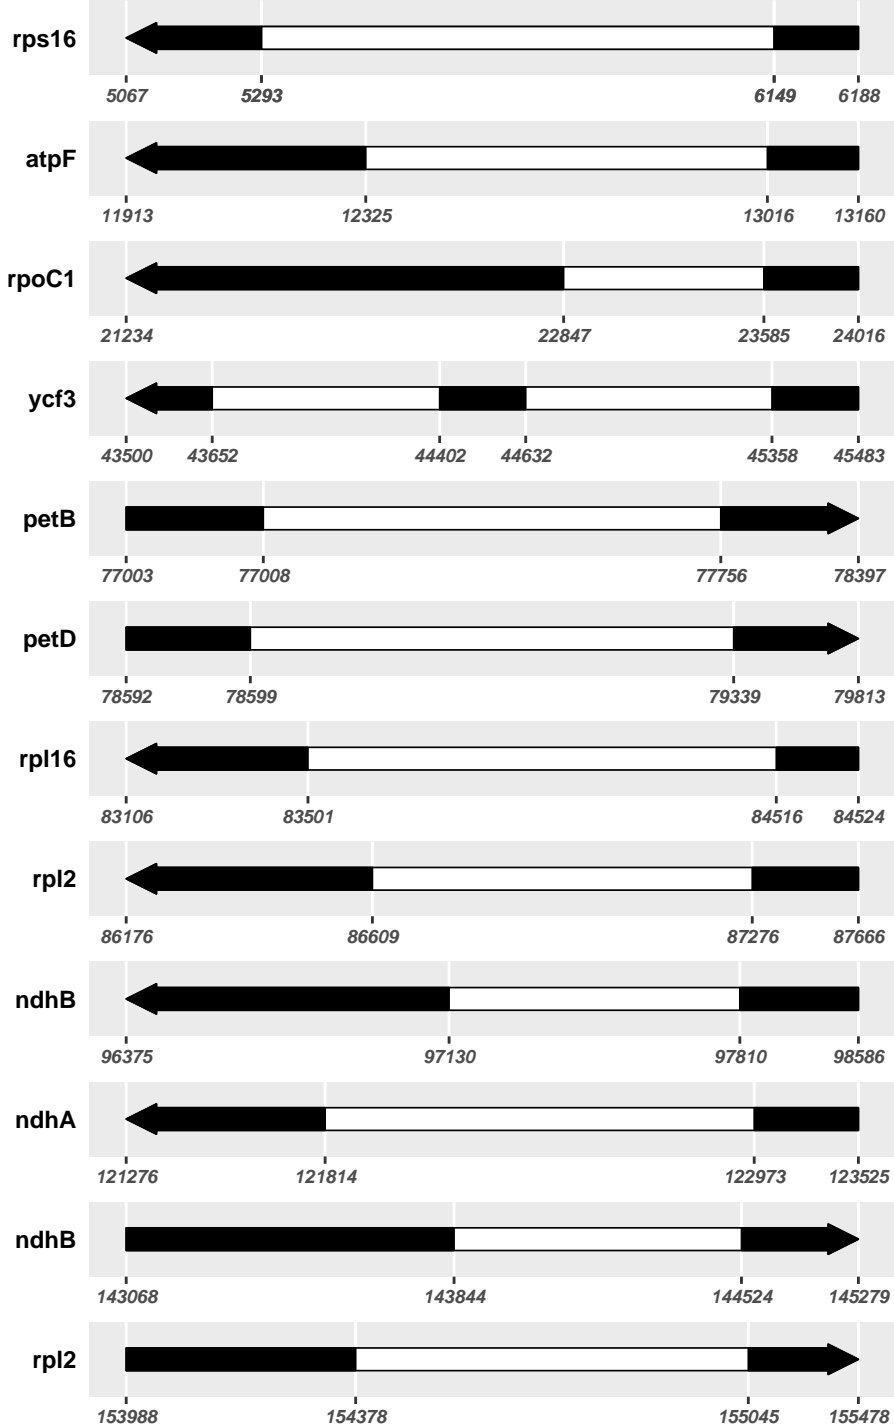 rps16
5067 5293 6149 6188
atpF
11913 12325 13016 13160
rpoC1
21234 22847 23585 24016
ycf3
43500 43652 44402 44632 45358 45483
petB
77003 77008 77756 78397
petD
78592 78599 79339 79813
rpl16
83106 83501 84516 84524
rpl2
86176 86609 87276 87666
ndhB
96375 97130 97810 98586
ndhA
121276 121814 122973 123525
ndhB
143068 143844 144524 145279
rpl2
153988 154378 155045 155478